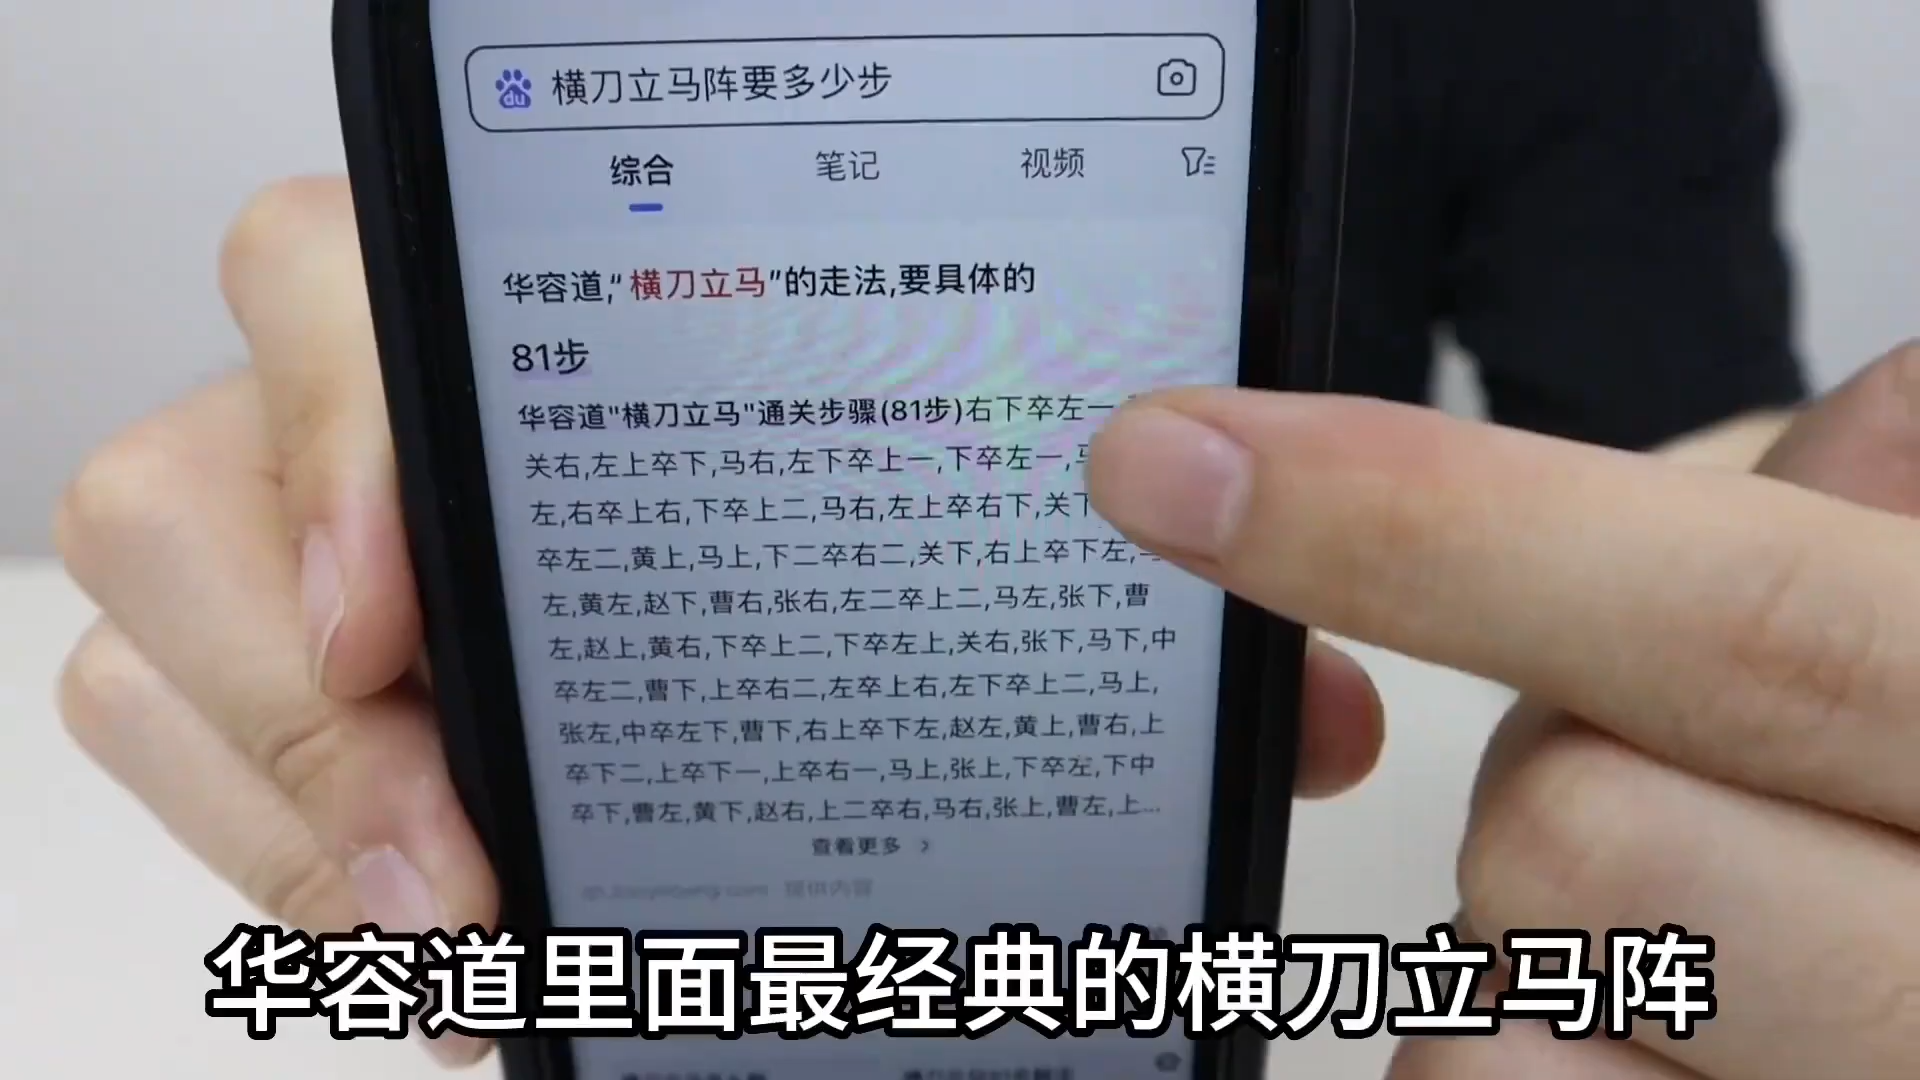 du 横刀立马阵要多少步
综合 笔记 视频
华容道,“横刀立马”的走法,要具体的
81步
华容道"横刀立马"通关步骤(81步)右下卒左一
关右,左上卒下,马右,左下卒上一,下卒左一,
左,右卒上右,下卒上二,马右,左上卒右下,关下
卒左二,黄上,马上,下二卒右二,关下,右上卒下左,
左,黄左,赵下,曹右,张右,左二卒上二,马左,张下,曹
左,赵上,黄右,下卒上二,下卒左上,关右,张下,马下,中
卒左二,曹下,上卒右二,左卒上右,左下卒上二,马上,
张左,中卒左下,曹下,右上卒下左,赵左,黄上,曹右,上
卒下二,上卒下一,上卒右一,马上,张上,下卒左,下中
卒下,曹左,黄下,赵右,上二卒右,马右,张上,曹左,上...
查看更多 >
提供内容
华容道里面最经典的横刀立马阵